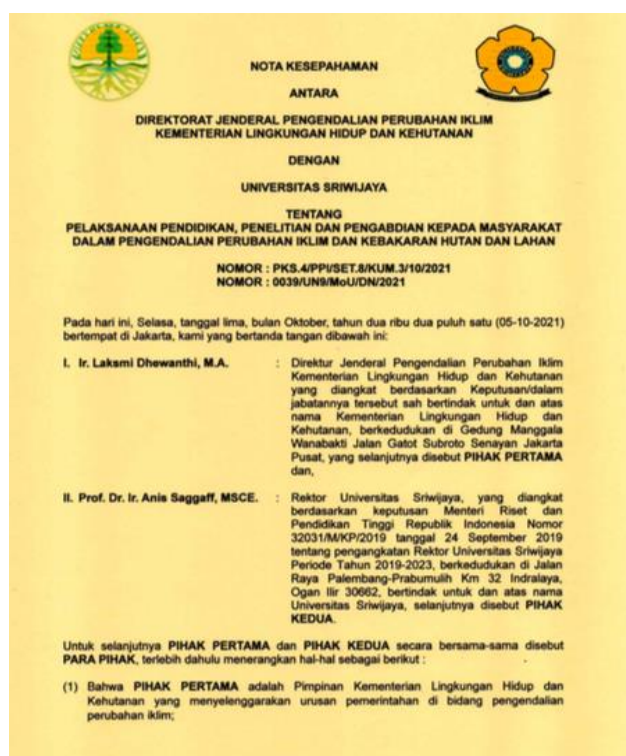 NOTA KESEPAHAMAN
ANTARA
DIREKTORAT JENDERAL PENGENDALIAN PERUBAHAN IKLIM
KEMENTERIAN LINGKUNGAN HIDUP DAN KEHUTANAN
DENGAN
UNIVERSITAS SRIWIJAYA
TENTANG
PELAKSANAAN PENDIDIKAN, PENELITIAN DAN PENGABDIAN KEPADA MASYARAKAT
DALAM PENGENDALIAN PERUBAHAN IKLIM DAN KEBAKARAN HUTAN DAN LAHAN
NOMOR : PKS.4/PPI/SET.8/KUM.3/10/2021
NOMOR : 0039/UN9/MoU/DN/2021
Pada hari ini, Selasa, tanggal lima, bulan Oktober, tahun dua ribu dua puluh satu (05-10-2021)
bertempat di Jakarta, kami yang bertanda tangan dibawah ini:
I. Ir. Laksmi Dhewanthi, M.A. : Direktur Jenderal Pengendalian Perubahan Iklim
Kementerian Lingkungan Hidup dan Kehutanan
yang diangkat berdasarkan Keputusan/dalam
jabatannya tersebut sah bertindak untuk dan atas
nama Kementerian Lingkungan Hidup dan
Kehutanan, berkedudukan di Gedung Manggala
Wanabakti Jalan Gatot Subroto Senayan Jakarta
Pusat, yang selanjutnya disebut PIHAK PERTAMA
dan,
II. Prof. Dr. Ir. Anis Saggaff, MSCE. : Rektor Universitas Sriwijaya, yang diangkat
berdasarkan keputusan Menteri Riset dan
Pendidikan Tinggi Republik Indonesia Nomor
32031/M/KP/2019 tanggal 24 September 2019
tentang pengangkatan Rektor Universitas Sriwijaya
Periode Tahun 2019-2023, berkedudukan di Jalan
Raya Palembang-Prabumulih Km 32 Indralaya,
Ogan Ilir 30662, bertindak untuk dan atas nama
Universitas Sriwijaya, selanjutnya disebut PIHAK
KEDUA.
Untuk selanjutnya PIHAK PERTAMA dan PIHAK KEDUA secara bersama-sama disebut
PARA PIHAK, terlebih dahulu menerangkan hal-hal sebagai berikut :
(1) Bahwa PIHAK PERTAMA adalah Pimpinan Kementerian Lingkungan Hidup dan
Kehutanan yang menyelenggarakan urusan pemerintahan di bidang pengendalian
perubahan iklim;